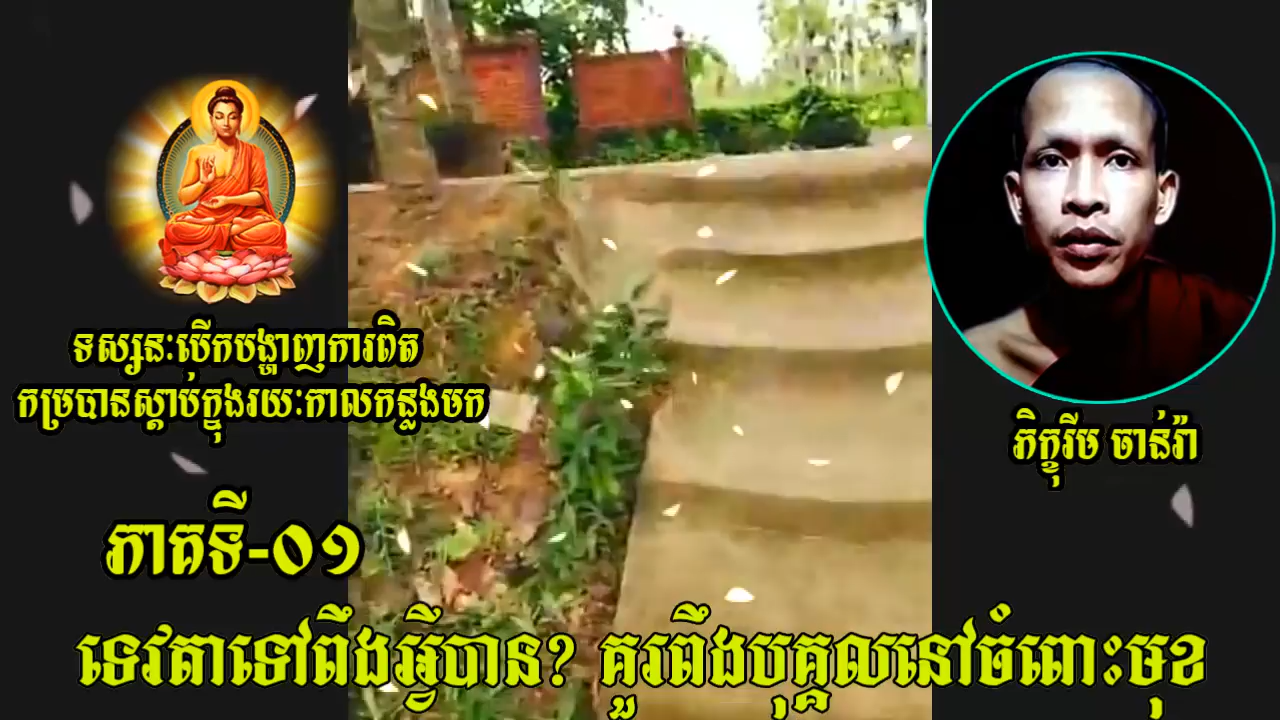 ទស្សនៈបើកបង្ហាញការពិត
កម្របានស្ដាប់ក្នុងរយៈកាលកន្លងមក
ភិក្ខុរីម ចាន់រ៉ា
ភាគទី-០១
ទេវតាទៅពឹងអ្វីបាន? គួរពឹងបុគ្គលនៅចំពោះមុខ